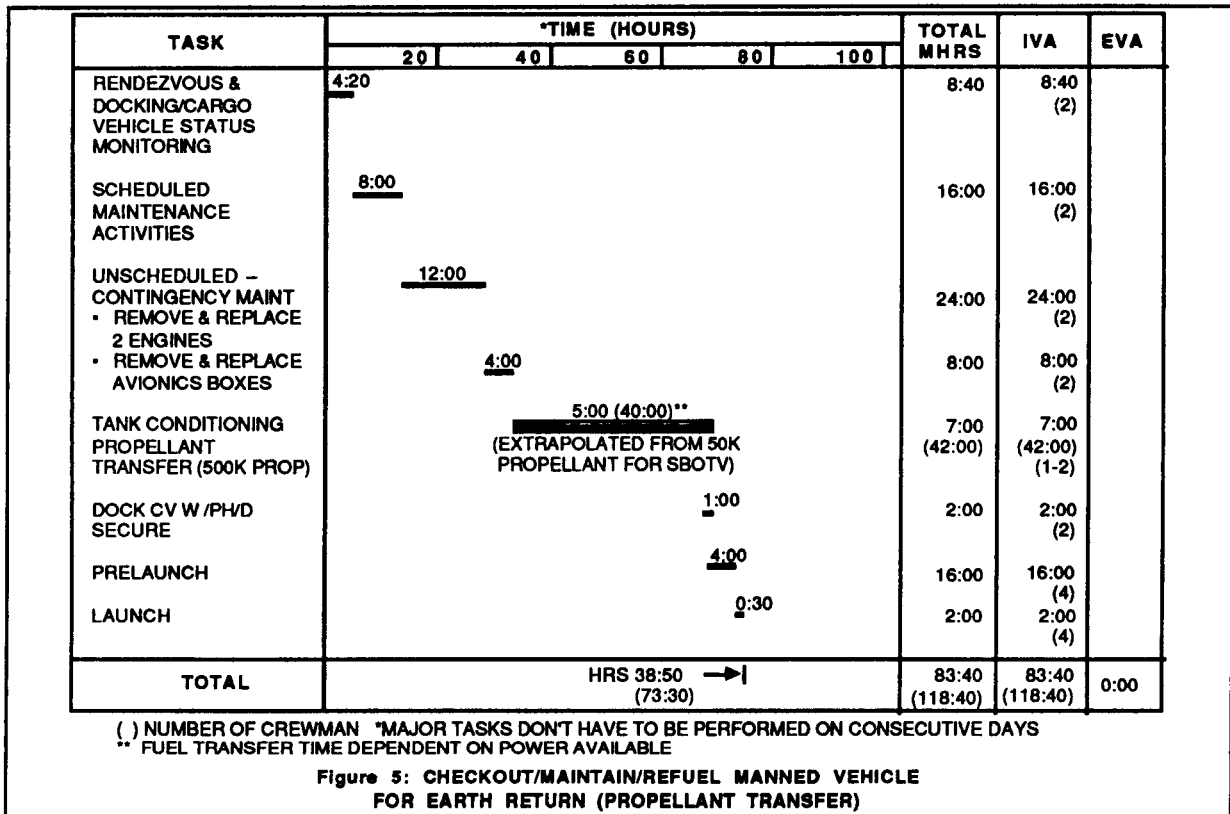 TASK
*TIME (HOURS)
20 40 60 80 100
TOTAL MHRS
IVA
EVA
RENDEZVOUS &
DOCKING/CARGO
VEHICLE STATUS
MONITORING
4:20
8:40
8:40
(2)
SCHEDULED
MAINTENANCE
ACTIVITIES
8:00
16:00
16:00
(2)
UNSCHEDULED –
CONTINGENCY MAINT
• REMOVE & REPLACE
2 ENGINES
12:00
24:00
24:00
(2)
• REMOVE & REPLACE
AVIONICS BOXES
4:00
8:00
8:00
(2)
TANK CONDITIONING
PROPELLANT
TRANSFER (500K PROP)
5:00 (40:00)**
(EXTRAPOLATED FROM 50K
PROPELLANT FOR SBOTV)
7:00
(42:00)
7:00
(42:00)
(1-2)
DOCK CV W /PH/D
SECURE
1:00
2:00
2:00
(2)
PRELAUNCH
4:00
16:00
16:00
(4)
LAUNCH
0:30
2:00
2:00
(4)
TOTAL
HRS 38:50
(73:30)
83:40
(118:40)
83:40
(118:40)
0:00
( ) NUMBER OF CREWMAN *MAJOR TASKS DON'T HAVE TO BE PERFORMED ON CONSECUTIVE DAYS
** FUEL TRANSFER TIME DEPENDENT ON POWER AVAILABLE
Figure 5: CHECKOUT/MAINTAIN/REFUEL MANNED VEHICLE
FOR EARTH RETURN (PROPELLANT TRANSFER)